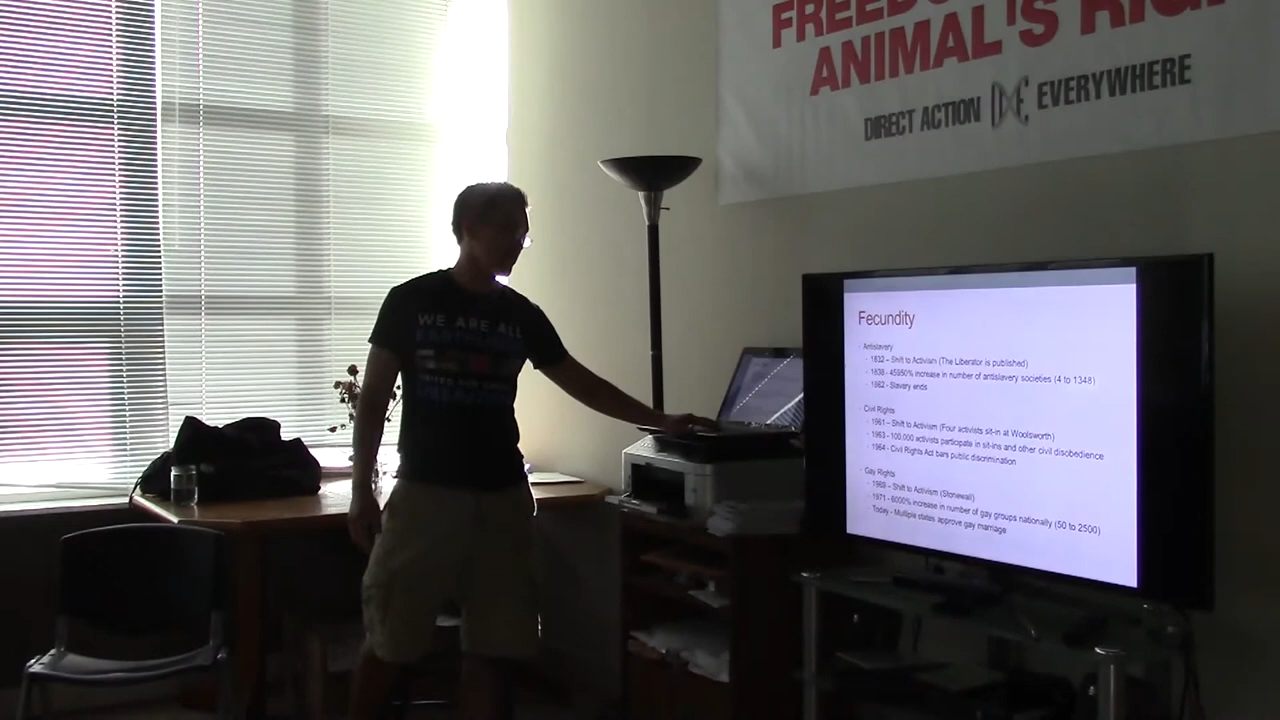 FREEDO
ANIMAL'S RIG
DIRECT ACTION DxE EVERYWHERE
WE ARE ALL
Fecundity
Antislavery
1832 – Shift to Activism (The Liberator is published)
1838 - 45950% increase in number of antislavery societies (4 to 1348)
1862 - Slavery ends
Civil Rights
1961 – Shift to Activism (Four activists sit-in at Woolsworth)
1963 - 100,000 activists participate in sit-ins and other civil disobedience
1964 - Civil Rights Act bars public discrimination
Gay Rights
1969 – Shift to Activism (Stonewall)
1971 - 6000% increase in number of gay groups nationally (50 to 2500)
Today - Multiple states approve gay marriage